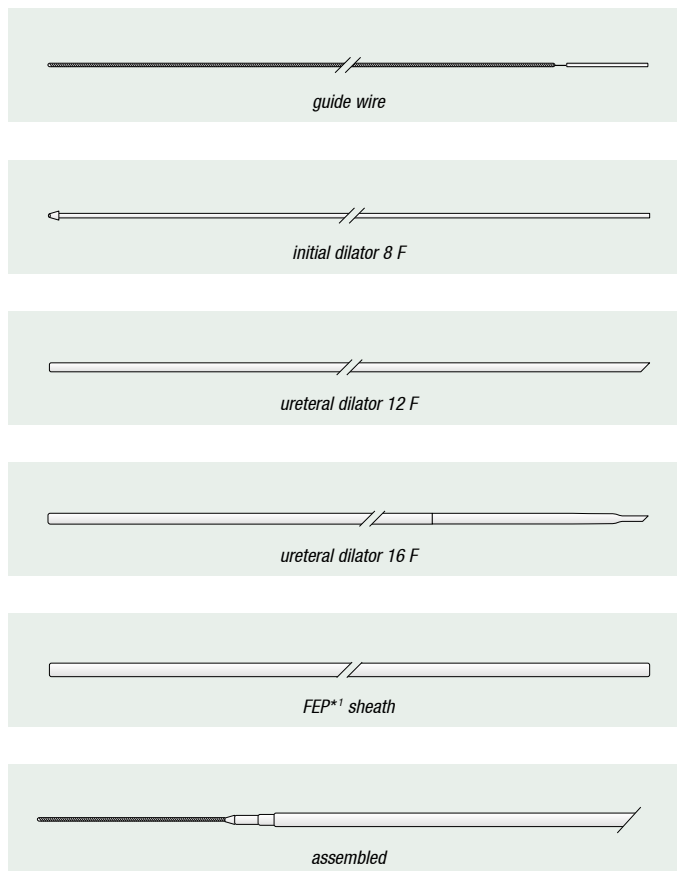 guide wire
initial dilator 8 F
ureteral dilator 12 F
ureteral dilator 16 F
FEP*¹ sheath
assembled